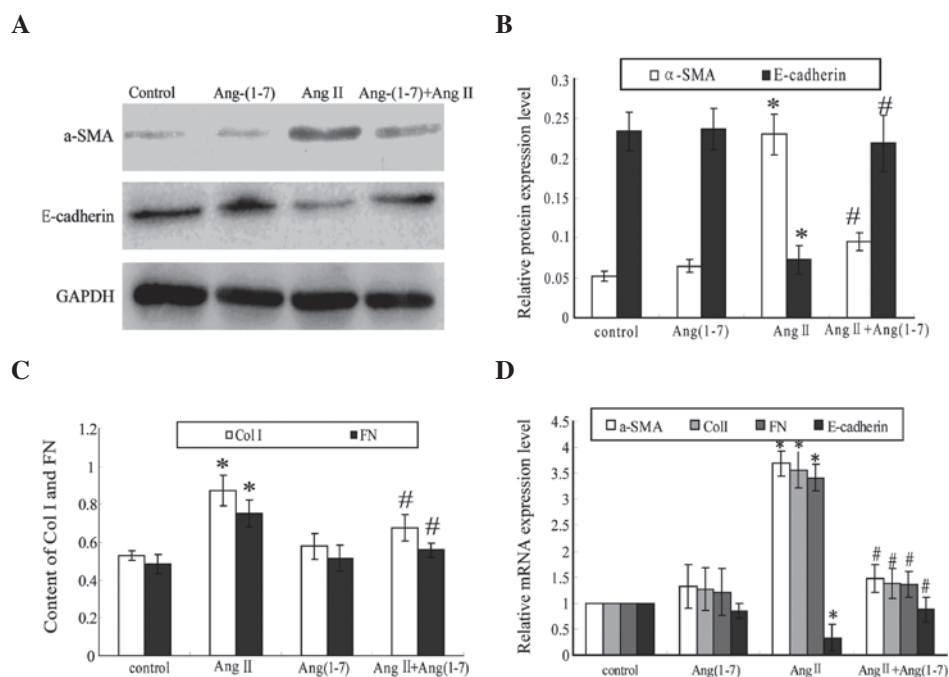 A
Control Ang-(1-7) Ang II Ang-(1-7)+Ang II
a-SMA
E-cadherin
GAPDH
B
α-SMA E-cadherin
Relative protein expression level
0.3
0.25
0.2
0.15
0.1
0.05
0
*
*
#
#
control Ang(1-7) Ang II Ang II+Ang(1-7)
C
Col I FN
Content of Col I and FN
1.2
1
0.8
0.6
0.4
0.2
0
* * # #
control Ang II Ang(1-7) Ang II+Ang(1-7)
D
a-SMA ColI FN E-cadherin
Relative mRNA expression level
4.5
4
3.5
3
2.5
2
1.5
1
0.5
0
* * * *
# # # #
control Ang(1-7) Ang II Ang II+Ang(1-7)